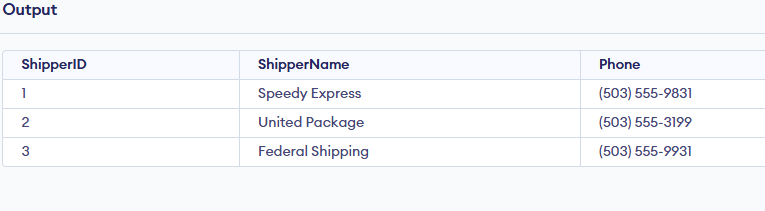 Output
ShipperID ShipperName Phone
1 Speedy Express (503) 555-9831
2 United Package (503) 555-3199
3 Federal Shipping (503) 555-9931